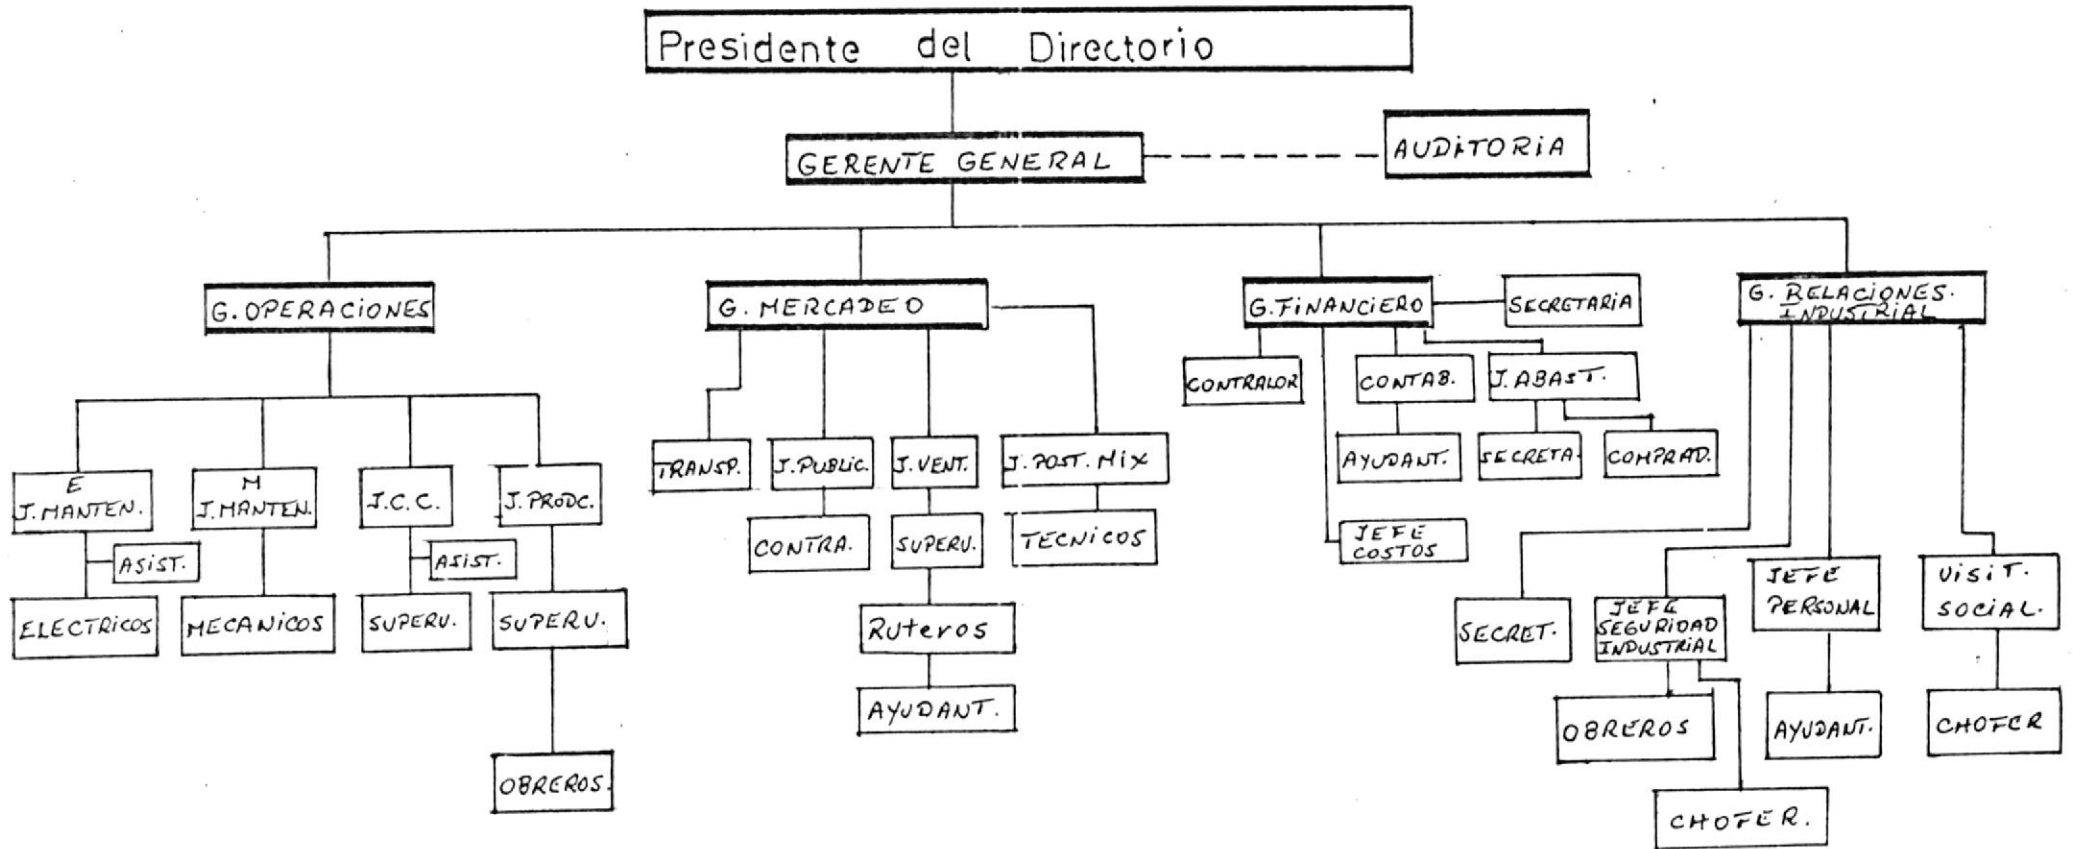 Presidente del Directorio
GERENTE GENERAL
AUDITORIA
G. OPERACIONES
G. MERCADEO
G. FINANCIERO
SECRETARIA
G. RELACIONES.
INDUSTRIAL
CONTRALOR
CONTAB.
J. ABAST.
TRANSP.
J. PUBLIC.
J. VENT.
J. POST. MIX
AYUDANT.
SECRETA.
COMPRAD.
E
J. MANTEN.
M
J. MANTEN.
J.C.C.
J. PRODC.
CONTRA.
SUPERV.
TECNICOS
JEFE
COSTOS
ASIST.
ASIST.
ELECTRICOS
MECANICOS
SUPERV.
SUPERV.
Ruteros
SECRET.
JEFE
SEGURIDAD
INDUSTRIAL
JEFE
PERSONAL
VISIT.
SOCIAL.
AYUDANT.
OBREROS
AYUDANT.
CHOFER
OBREROS.
CHOFER.